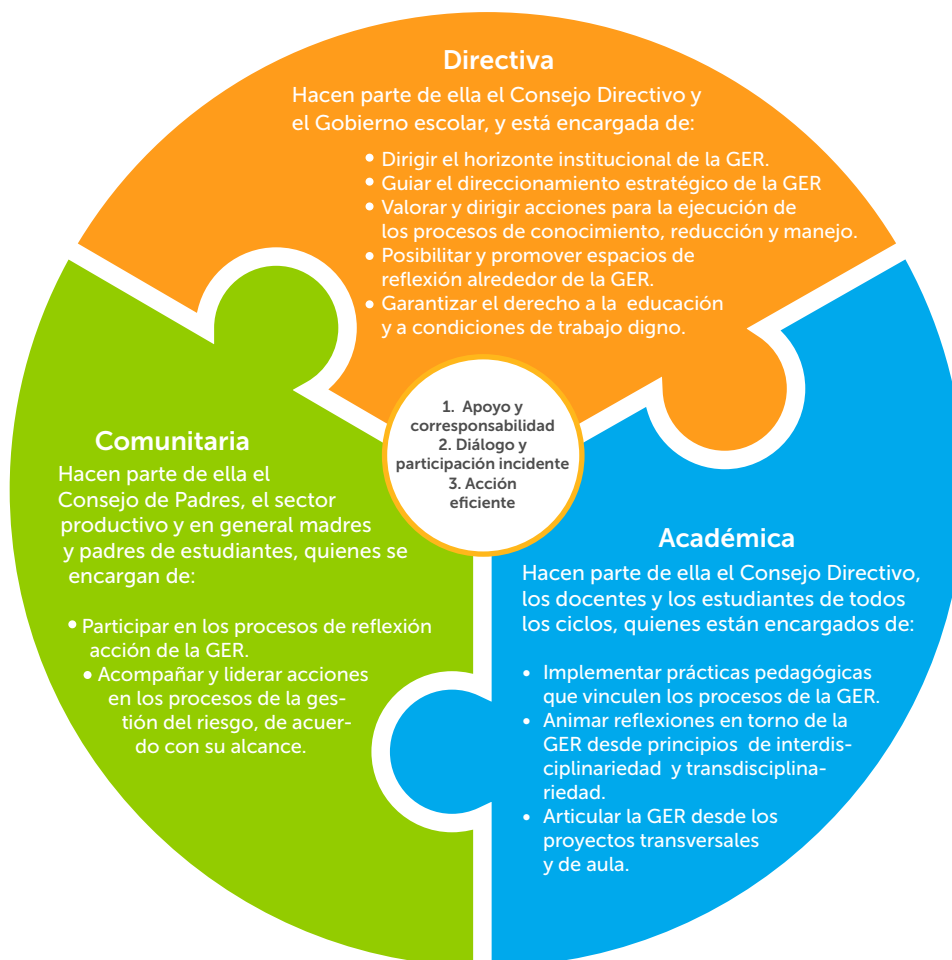 Directiva
Hacen parte de ella el Consejo Directivo y
el Gobierno escolar, y está encargada de:
• Dirigir el horizonte institucional de la GER.
• Guiar el direccionamiento estratégico de la GER
• Valorar y dirigir acciones para la ejecución de
los procesos de conocimiento, reducción y manejo.
• Posibilitar y promover espacios de
reflexión alrededor de la GER.
• Garantizar el derecho a la educación
y a condiciones de trabajo digno.
1. Apoyo y
corresponsabilidad
2. Diálogo y
participación incidente
3. Acción
eficiente
Comunitaria
Hacen parte de ella el
Consejo de Padres, el sector
productivo y en general madres
y padres de estudiantes, quienes se
encargan de:
• Participar en los procesos de reflexión
acción de la GER.
• Acompañar y liderar acciones
en los procesos de la ges-
tión del riesgo, de acuer-
do con su alcance.
Académica
Hacen parte de ella el Consejo Directivo,
los docentes y los estudiantes de todos
los ciclos, quienes están encargados de:
• Implementar prácticas pedagógicas
que vinculen los procesos de la GER.
• Animar reflexiones en torno de la
GER desde principios de interdis-
ciplinariedad y transdisciplina-
riedad.
• Articular la GER desde los
proyectos transversales
y de aula.